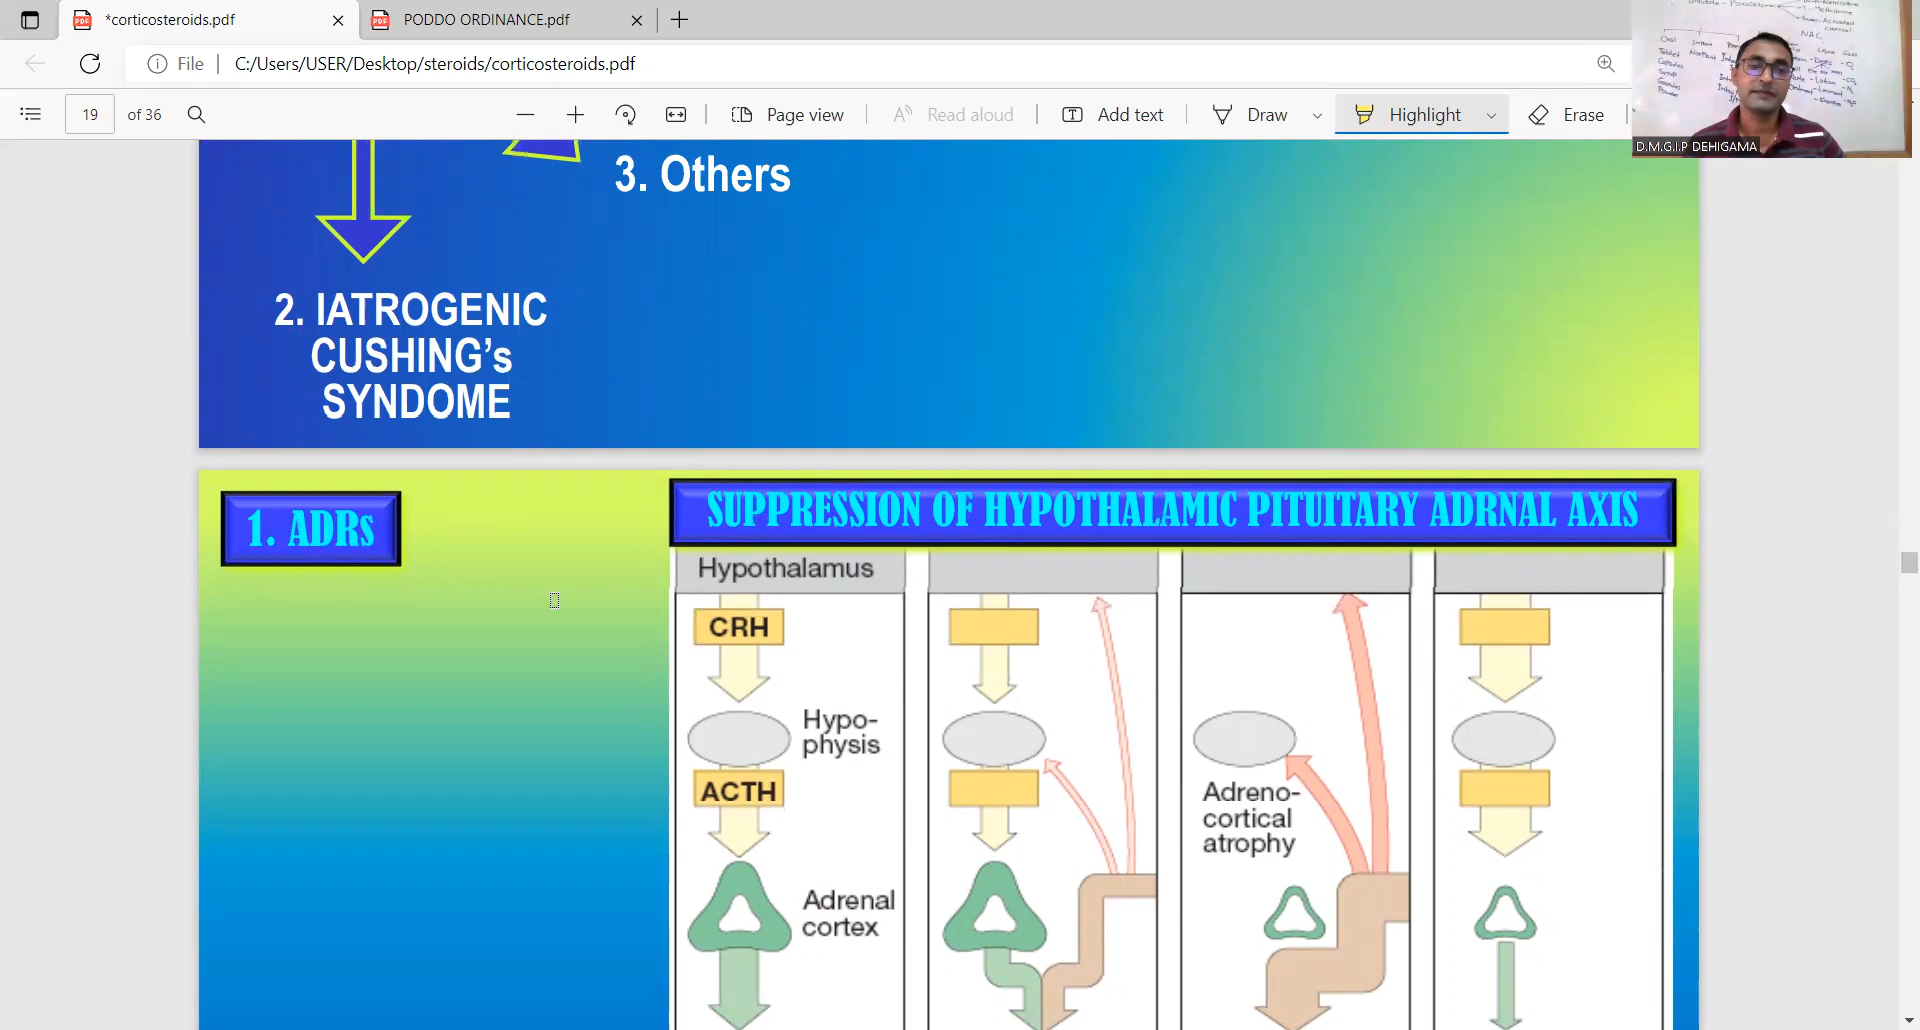 *corticosteroids.pdf
PODDO ORDINANCE.pdf
File
C:/Users/USER/Desktop/steroids/corticosteroids.pdf
19 of 36
Page view
Read aloud
Add text
Draw
Highlight
Erase
NAC
D.M.G.I.P DEHIGAMA
3. Others
2. IATROGENIC
CUSHING's
SYNDOME
1. ADRs
SUPPRESSION OF HYPOTHALAMIC PITUITARY ADRNAL AXIS
Hypothalamus
CRH
Hypo-
physis
ACTH
Adreno-
cortical
atrophy
Adrenal
cortex